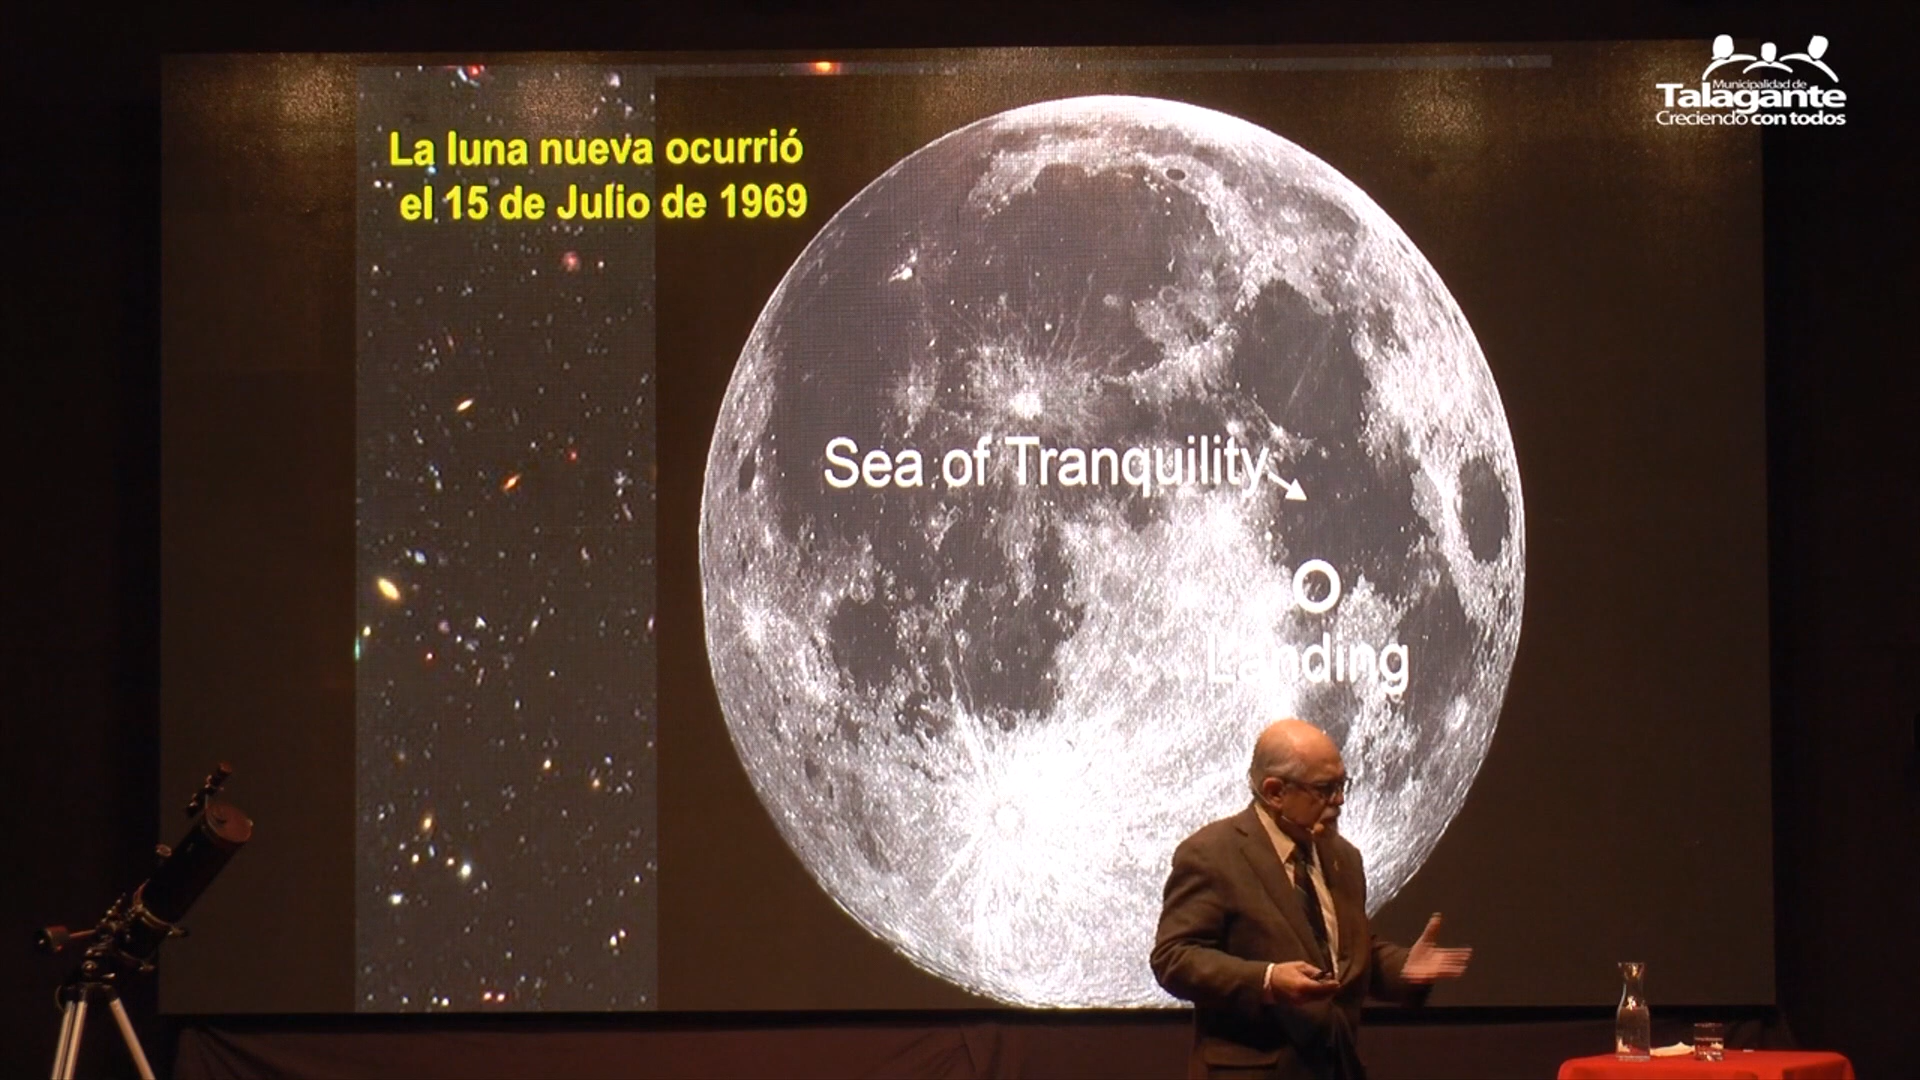 La luna nueva ocurrió
el 15 de Julio de 1969
Sea of Tranquility
Landing
Municipalidad de
Talagante
Creciendo con todos